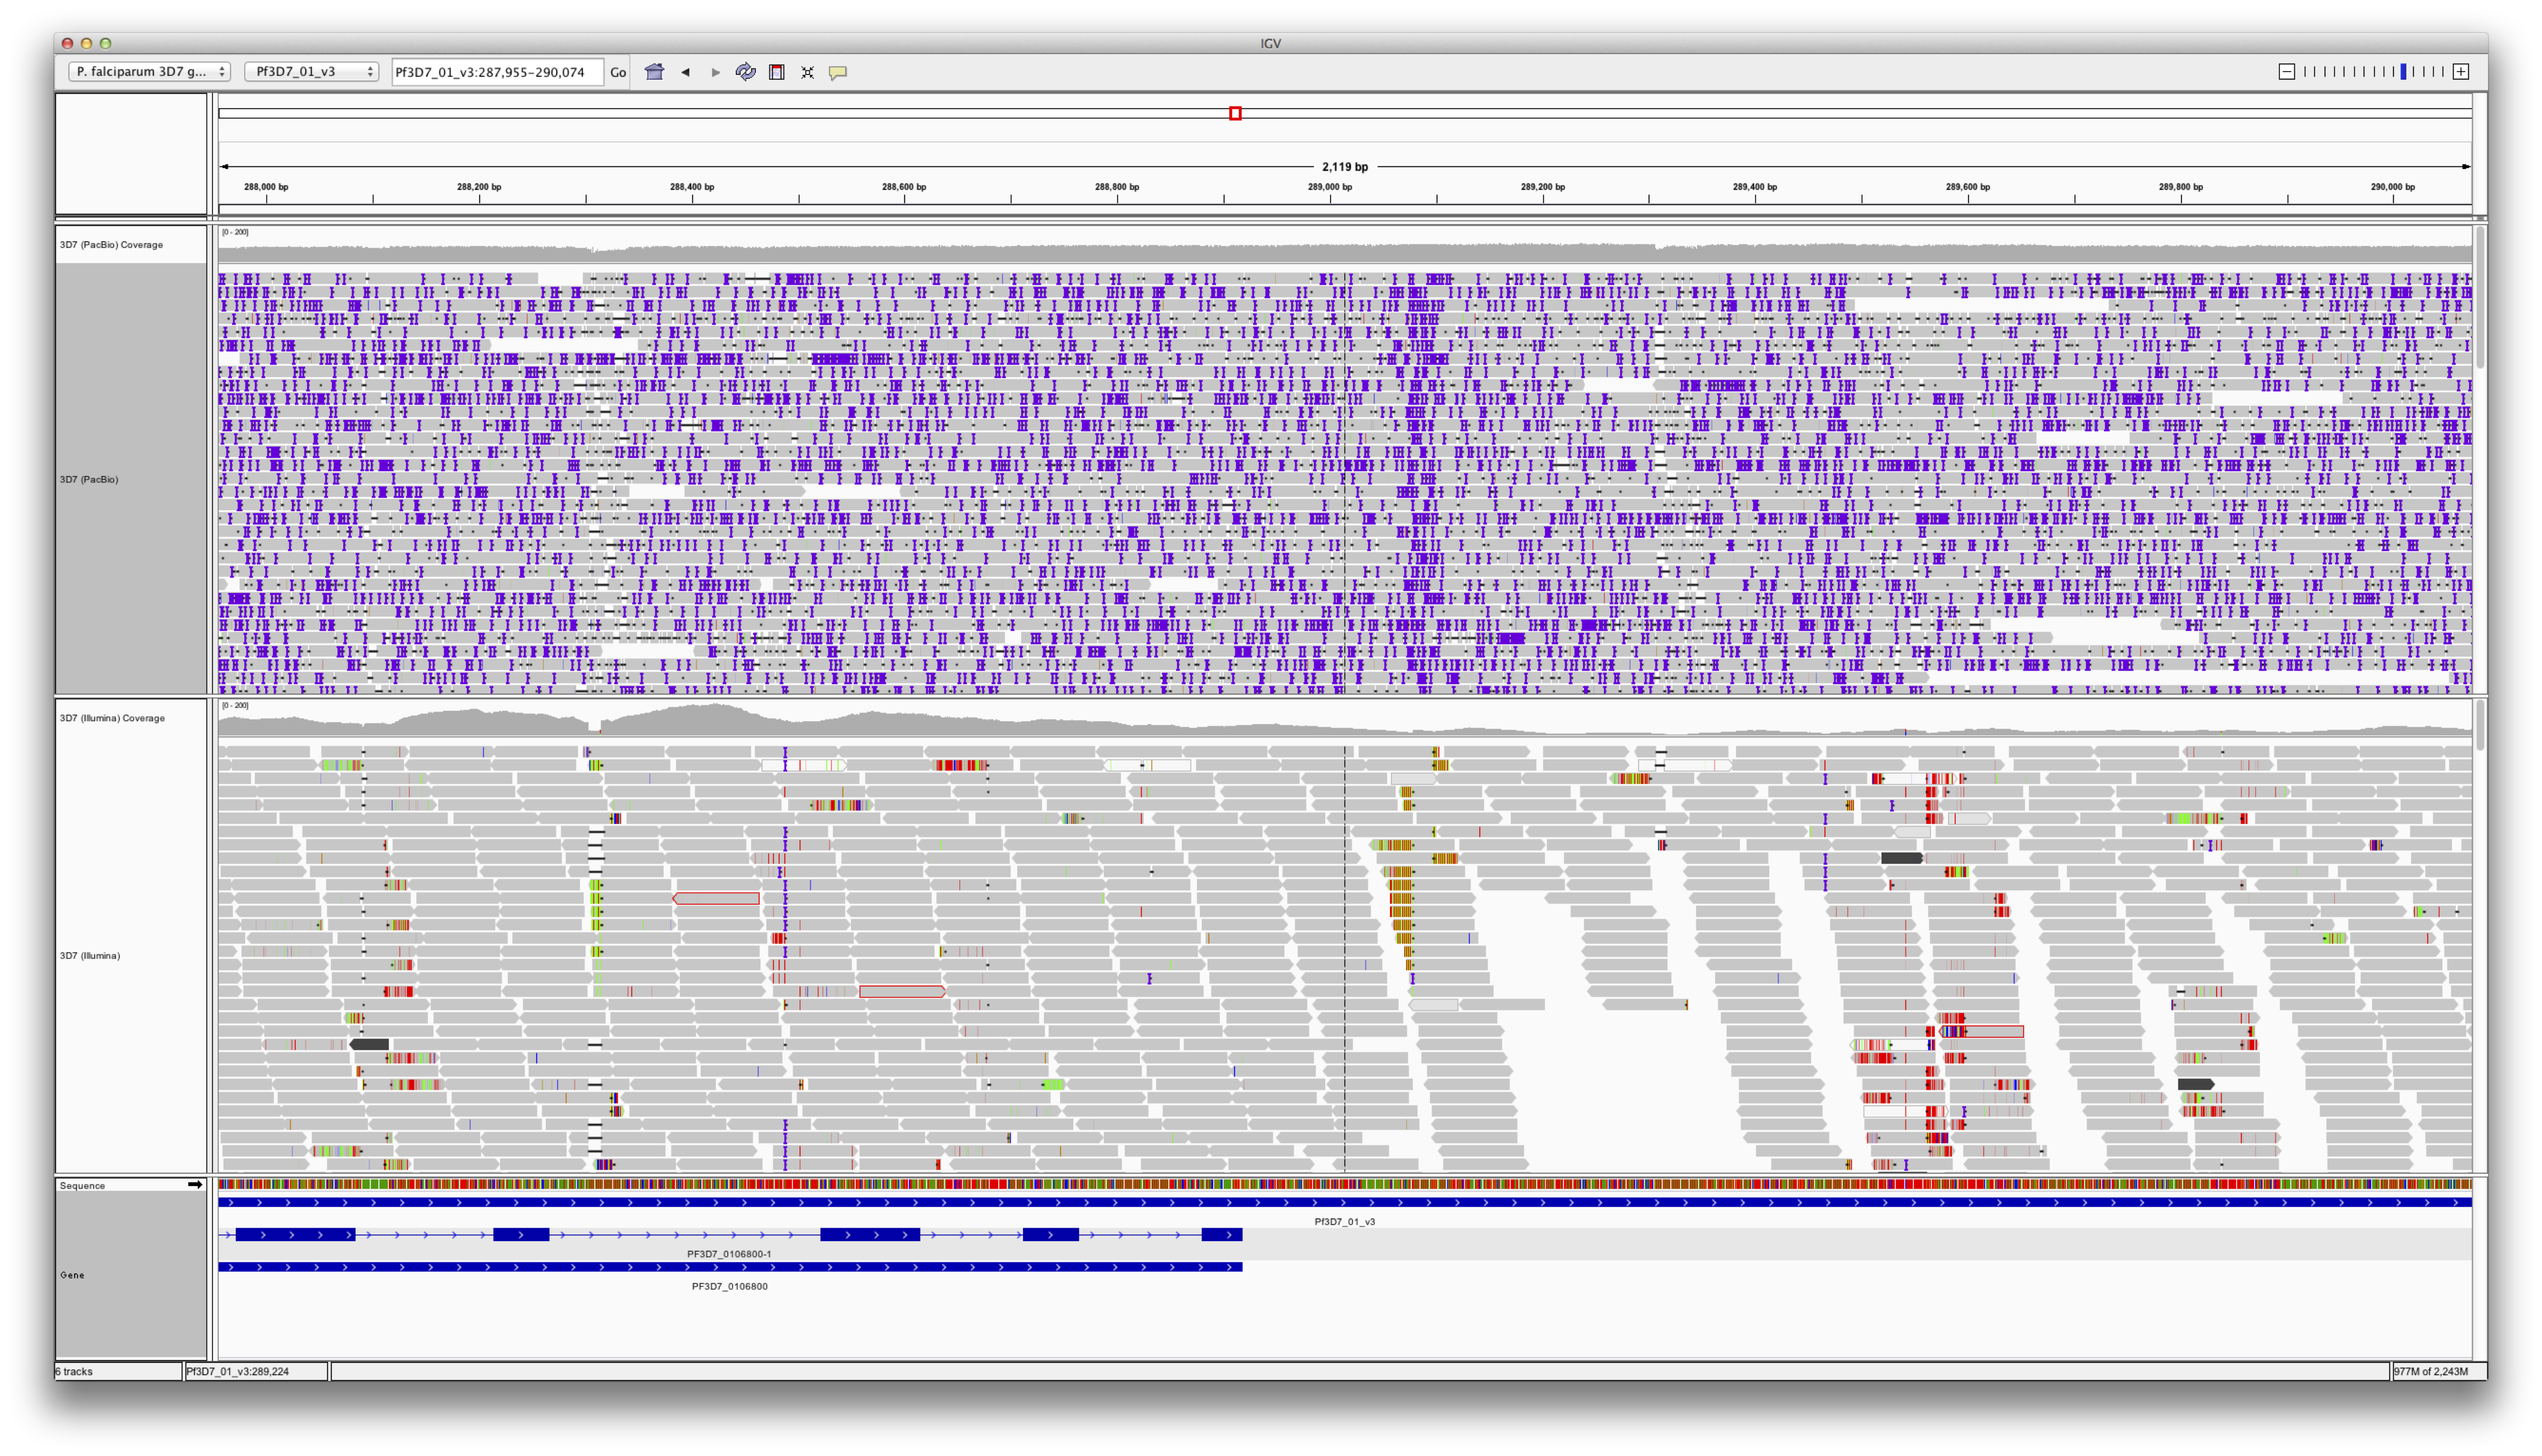 IGV
P. falciparum 3D7 g... Pf3D7_01_v3 Pf3D7_01_v3:287,955-290,074 Go
2,119 bp
288,000 bp 288,200 bp 288,400 bp 288,600 bp 288,800 bp 289,000 bp 289,200 bp 289,400 bp 289,600 bp 289,800 bp 290,000 bp
[0 - 200]
3D7 (PacBio) Coverage
3D7 (PacBio)
[0 - 200]
3D7 (Illumina) Coverage
3D7 (Illumina)
Sequence
Pf3D7_01_v3
PF3D7_0106800-1
Gene
PF3D7_0106800
6 tracks Pf3D7_01_v3:289,224 977M of 2,243M